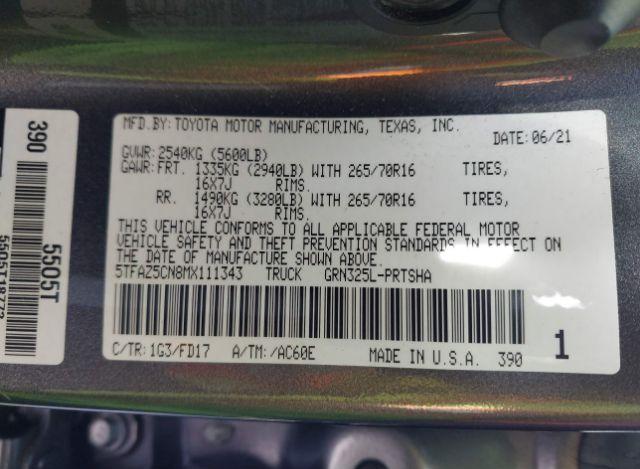 MFD.BY:TOYOTA MOTOR MANUFACTURING, TEXAS, INC.
DATE:06/21
GVWR:2540KG (5600LB)
GAWR:FRT. 1335KG (2940LB) WITH 265/70R16 TIRES,
16X7J RIMS.
RR. 1490KG (3280LB) WITH 265/70R16 TIRES,
16X7J RIMS.
THIS VEHICLE CONFORMS TO ALL APPLICABLE FEDERAL MOTOR
VEHICLE SAFETY AND THEFT PREVENTION STANDARDS IN EFFECT ON
THE DATE OF MANUFACTURE SHOWN ABOVE.
5TFAZ5CN8MX111343 TRUCK GRN325L-PRTSHA
C/TR:1G3/FD17 A/TM:/AC60E MADE IN U.S.A. 390
1
390
5505T